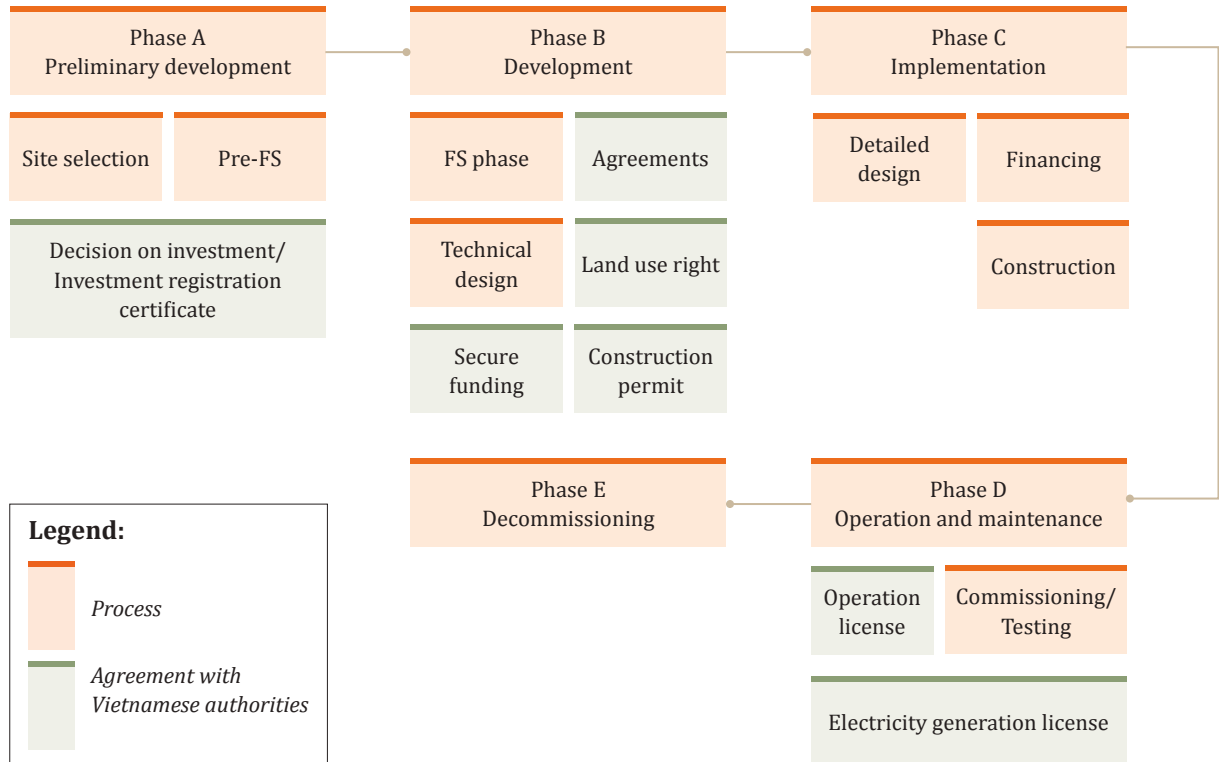 Phase A
Preliminary development
Phase B
Development
Phase C
Implementation
Site selection
Pre-FS
Decision on investment/
Investment registration
certificate
FS phase
Agreements
Technical
design
Land use right
Secure
funding
Construction
permit
Detailed
design
Financing
Construction
Phase E
Decommissioning
Phase D
Operation and maintenance
Operation
license
Commissioning/
Testing
Electricity generation license
Legend:
Process
Agreement with
Vietnamese authorities